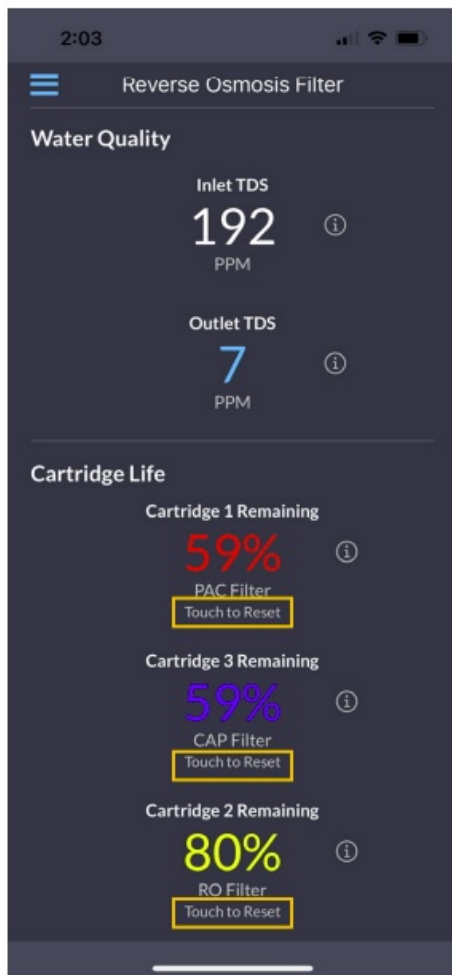 2:03
Reverse Osmosis Filter
Water Quality
Inlet TDS
192
PPM
Outlet TDS
7
PPM
Cartridge Life
Cartridge 1 Remaining
59%
PAC Filter
Touch to Reset
Cartridge 3 Remaining
59%
CAP Filter
Touch to Reset
Cartridge 2 Remaining
80%
RO Filter
Touch to Reset